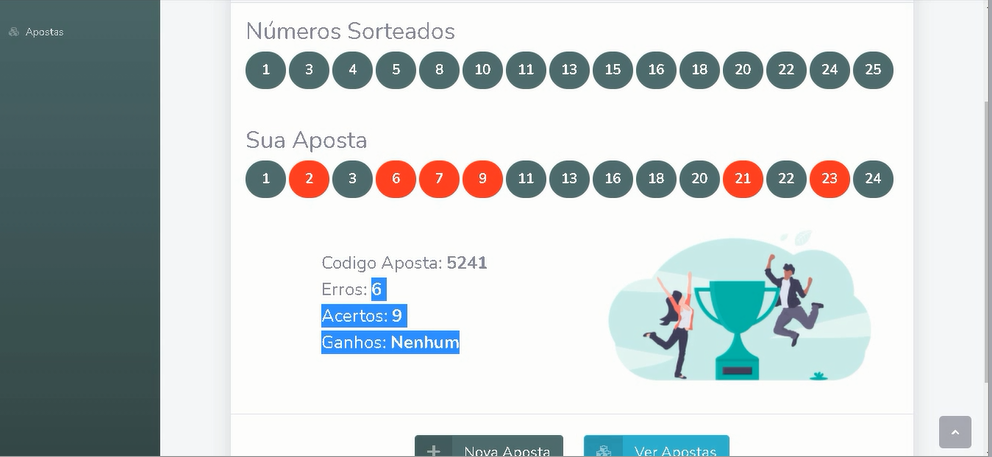 Apostas
Números Sorteados
1 3 4 5 8 10 11 13 15 16 18 20 22 24 25
Sua Aposta
1 2 3 6 7 9 11 13 16 18 20 21 22 23 24
Codigo Aposta: 5241
Erros: 6
Acertos: 9
Ganhos: Nenhum
Nova Aposta
Ver Apostas